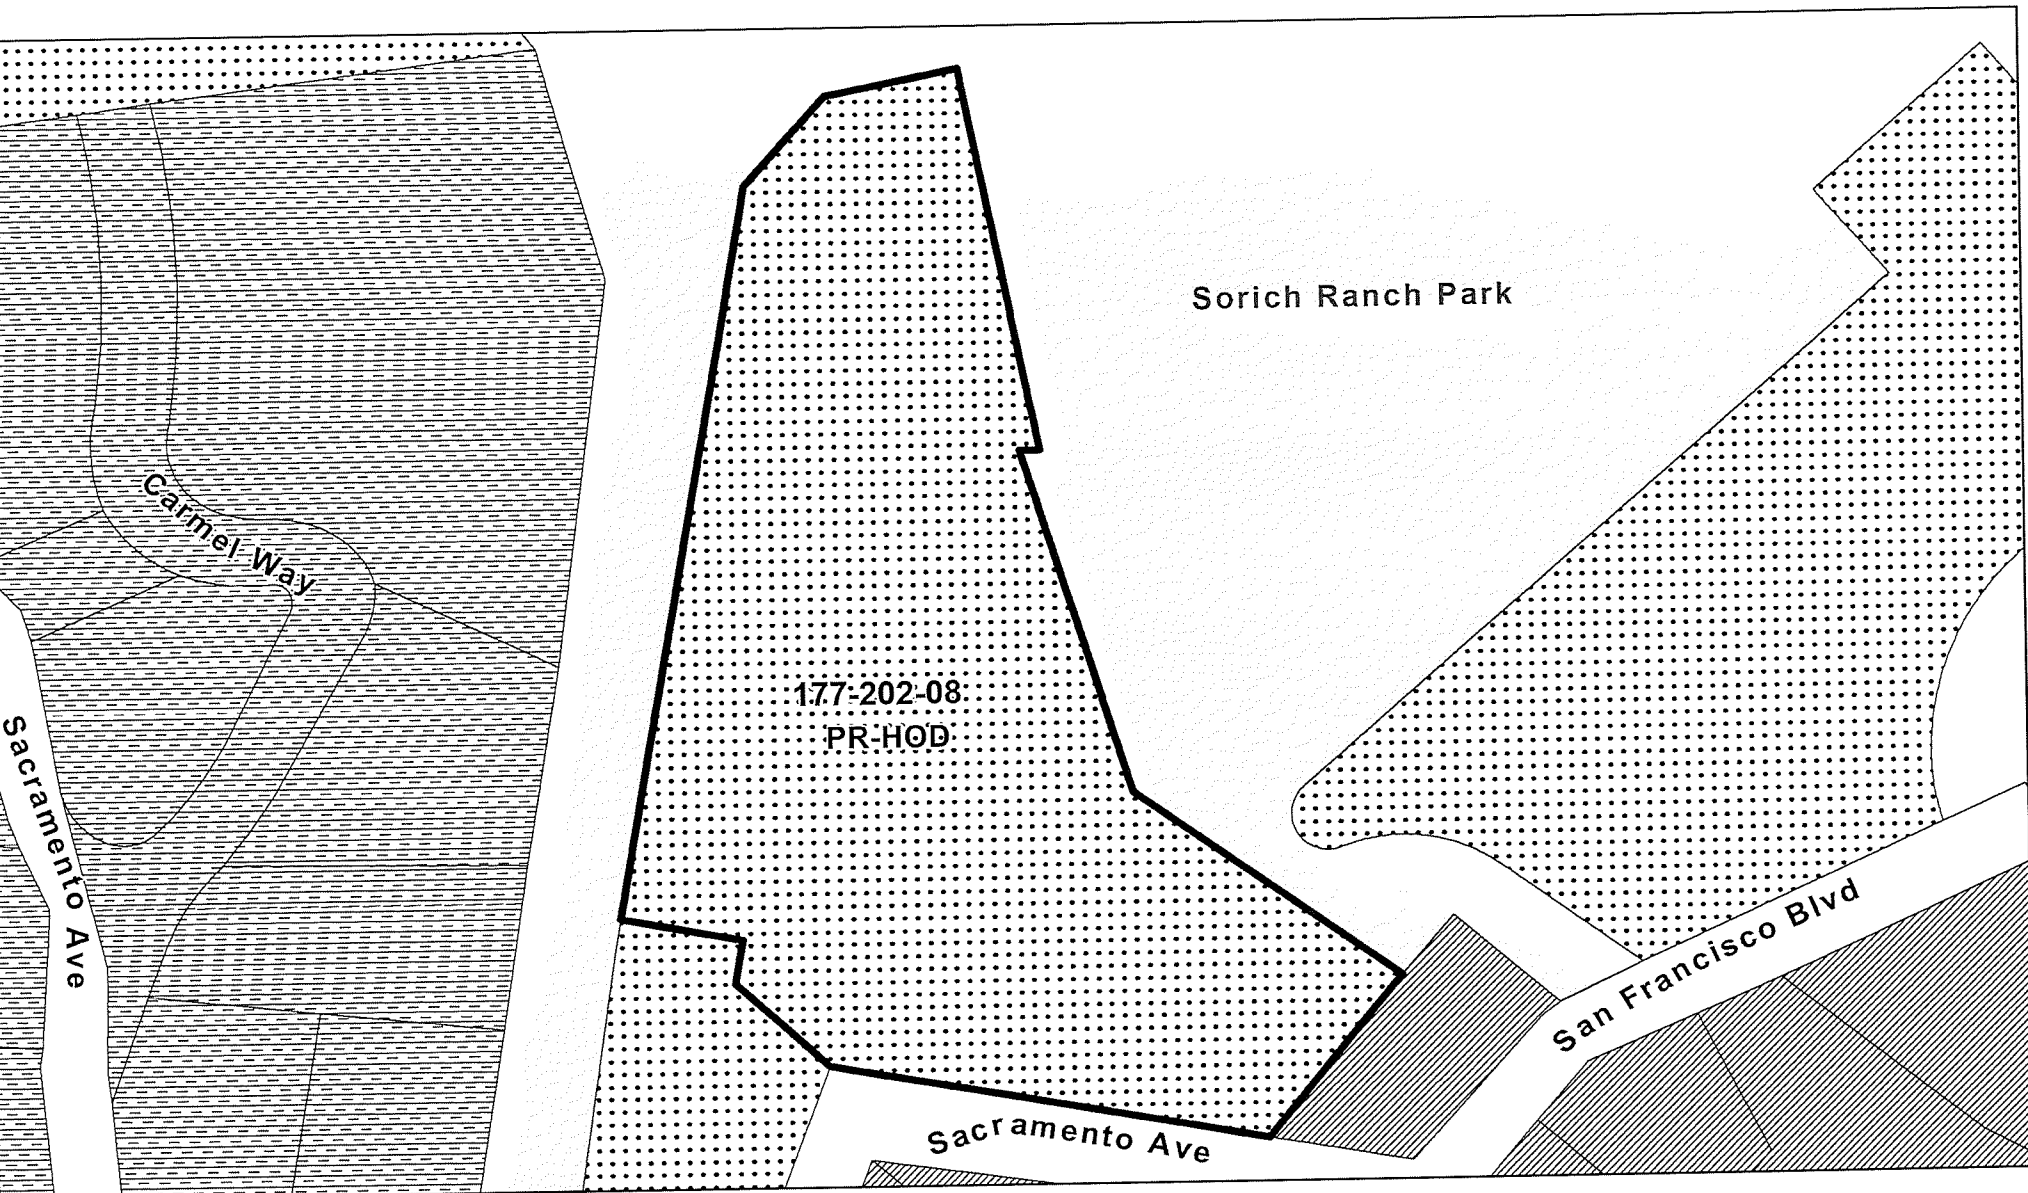 Sorich Ranch Park
Carmel Way
177-202-08
PR-HOD
Sacramento Ave
San Francisco Blvd
Sacramento Ave